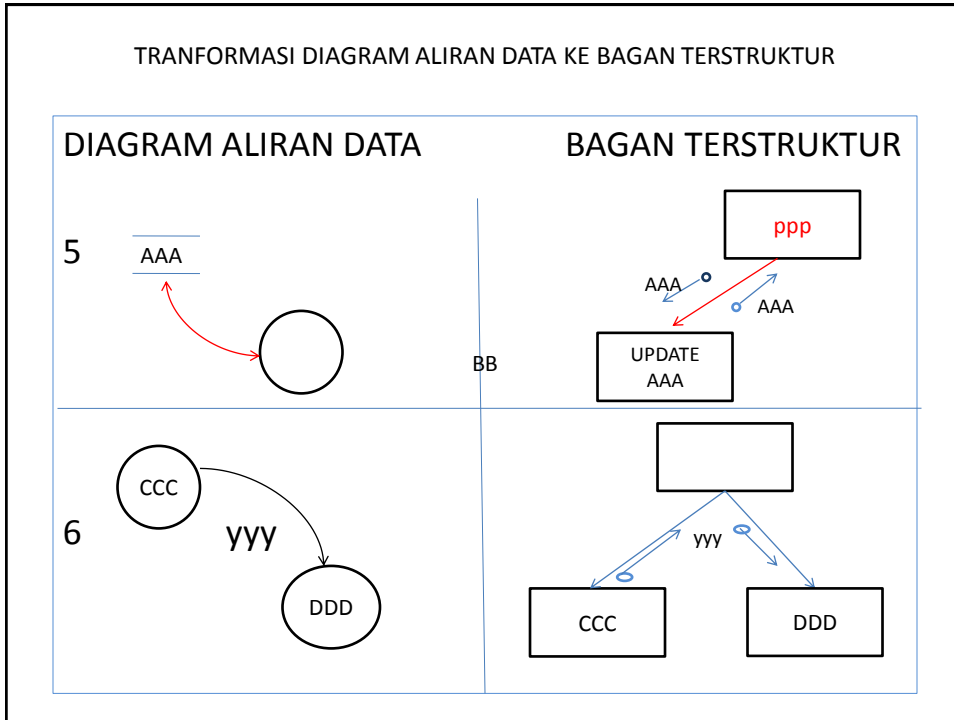 TRANFORMASI DIAGRAM ALIRAN DATA KE BAGAN TERSTRUKTUR
DIAGRAM ALIRAN DATA
BAGAN TERSTRUKTUR
5
AAA
ppp
AAA
AAA
BB
UPDATE
AAA
6
CCC
yyy
DDD
yyy
CCC
DDD